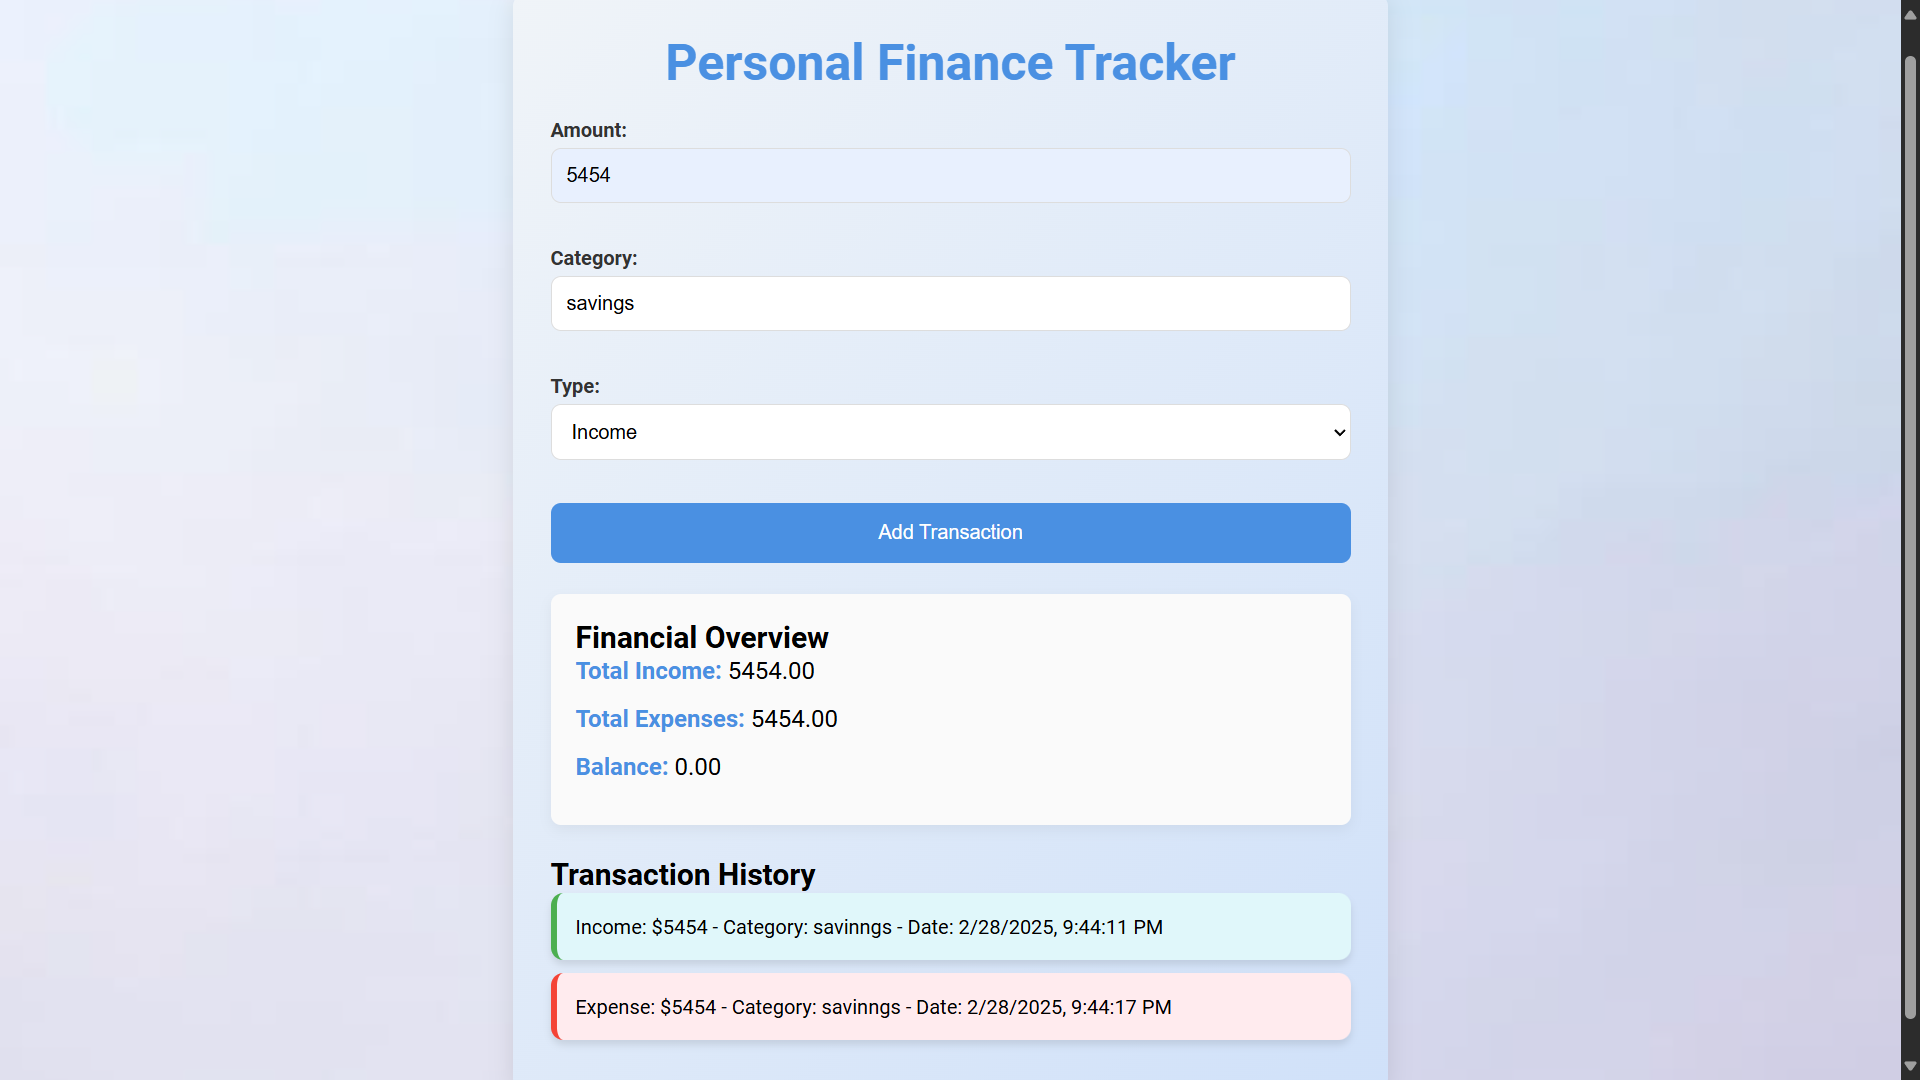 Personal Finance Tracker
Amount:
5454
Category:
savings
Type:
Income
Add Transaction
Financial Overview
Total Income: 5454.00
Total Expenses: 5454.00
Balance: 0.00
Transaction History
Income: $5454 - Category: savinngs - Date: 2/28/2025, 9:44:11 PM
Expense: $5454 - Category: savinngs - Date: 2/28/2025, 9:44:17 PM